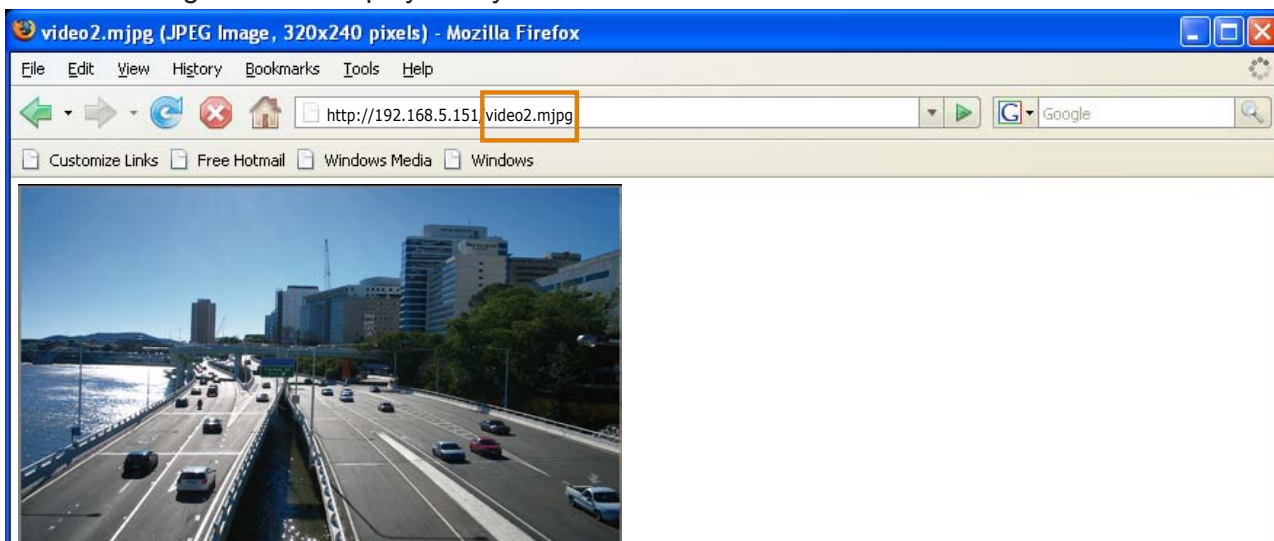 video2.mjpg (JPEG Image, 320x240 pixels) - Mozilla Firefox
File Edit View History Bookmarks Tools Help
http://192.168.5.151/video2.mjpg G Google
Customize Links Free Hotmail Windows Media Windows